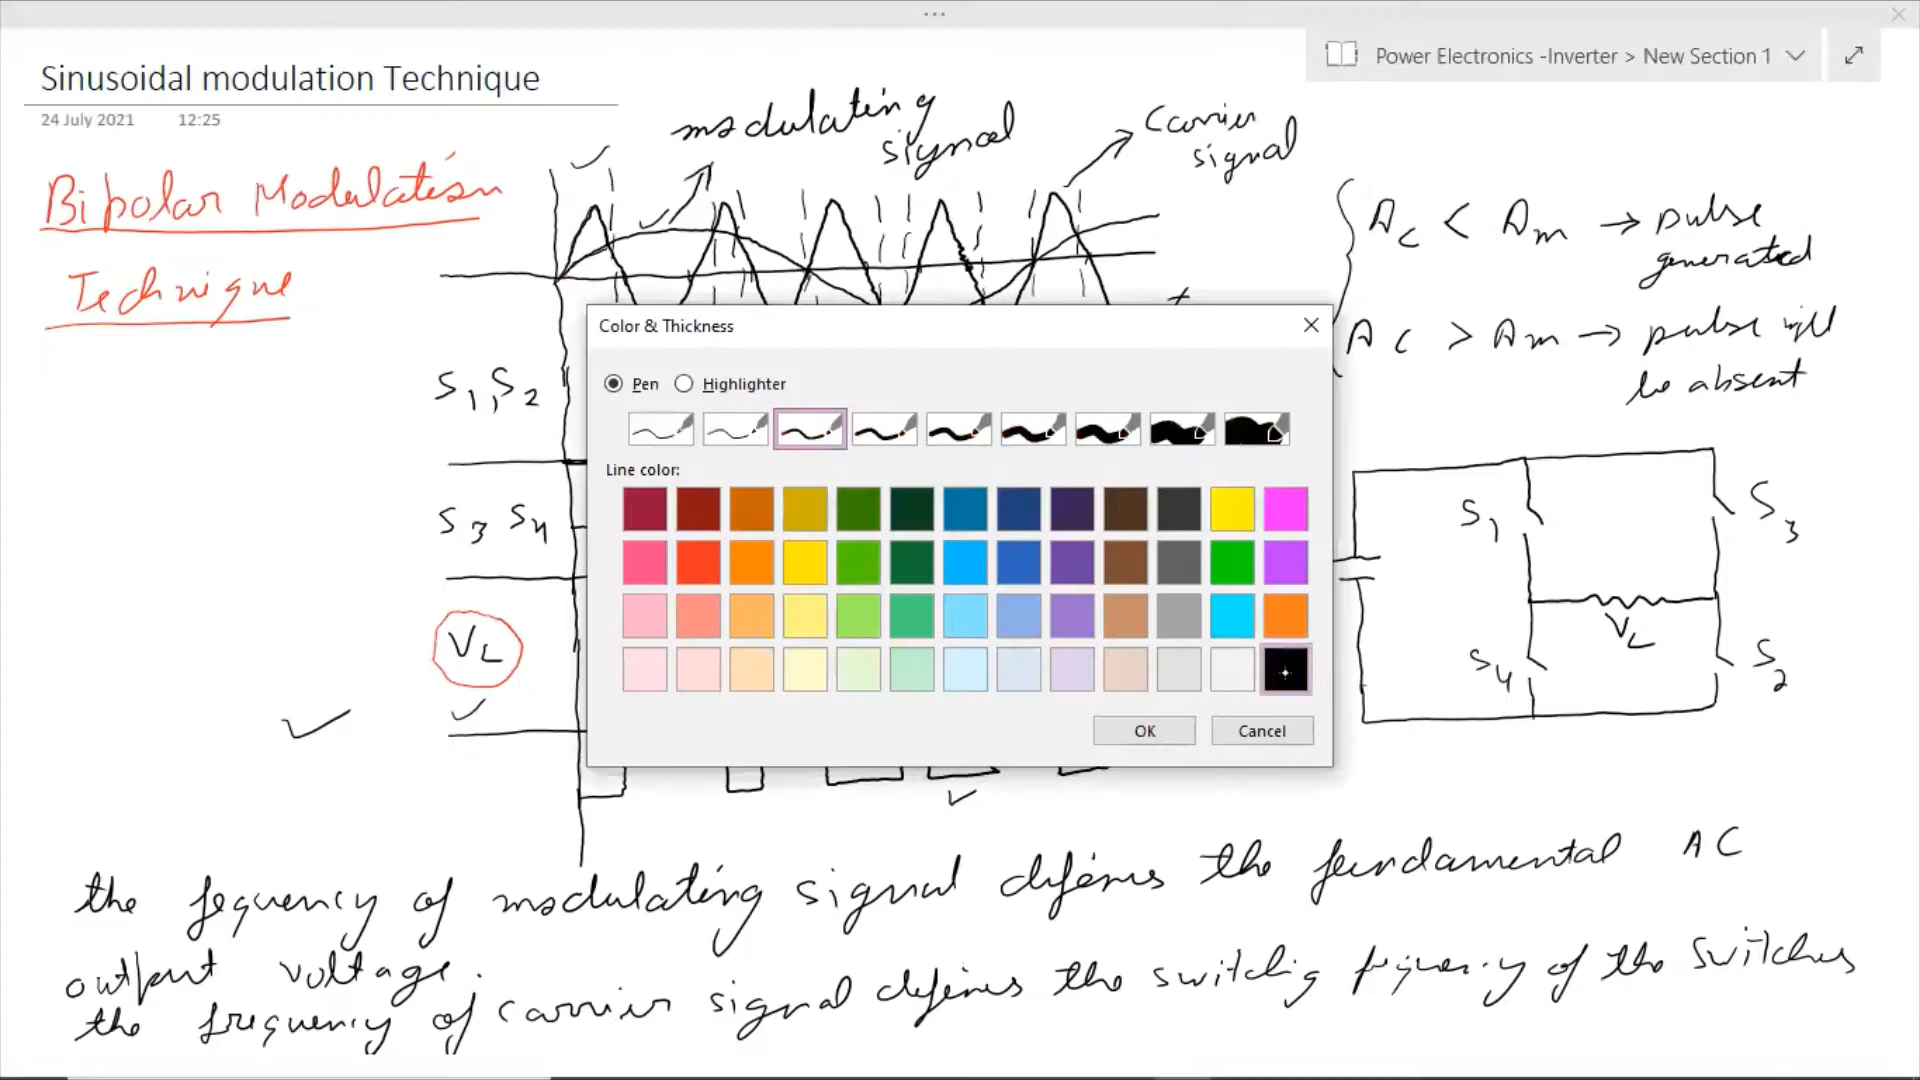 Power Electronics -Inverter > New Section 1
Sinusoidal modulation Technique
24 July 2021 12:25
Bipolar Modulation
Technique
modulating
signal
Carrier
signal
Ac < Am → pulse
generated
Ac > Am → pulse will
be absent
+
S1, S2
S3 S4
VL
Color & Thickness
Pen Highlighter
Line color:
OK Cancel
S1
S3
VL
S4
S2
the fequency of modulating signal defines the fundamental AC
output voltage.
the frequency of carrier signal defines the switchig fequency of the switches